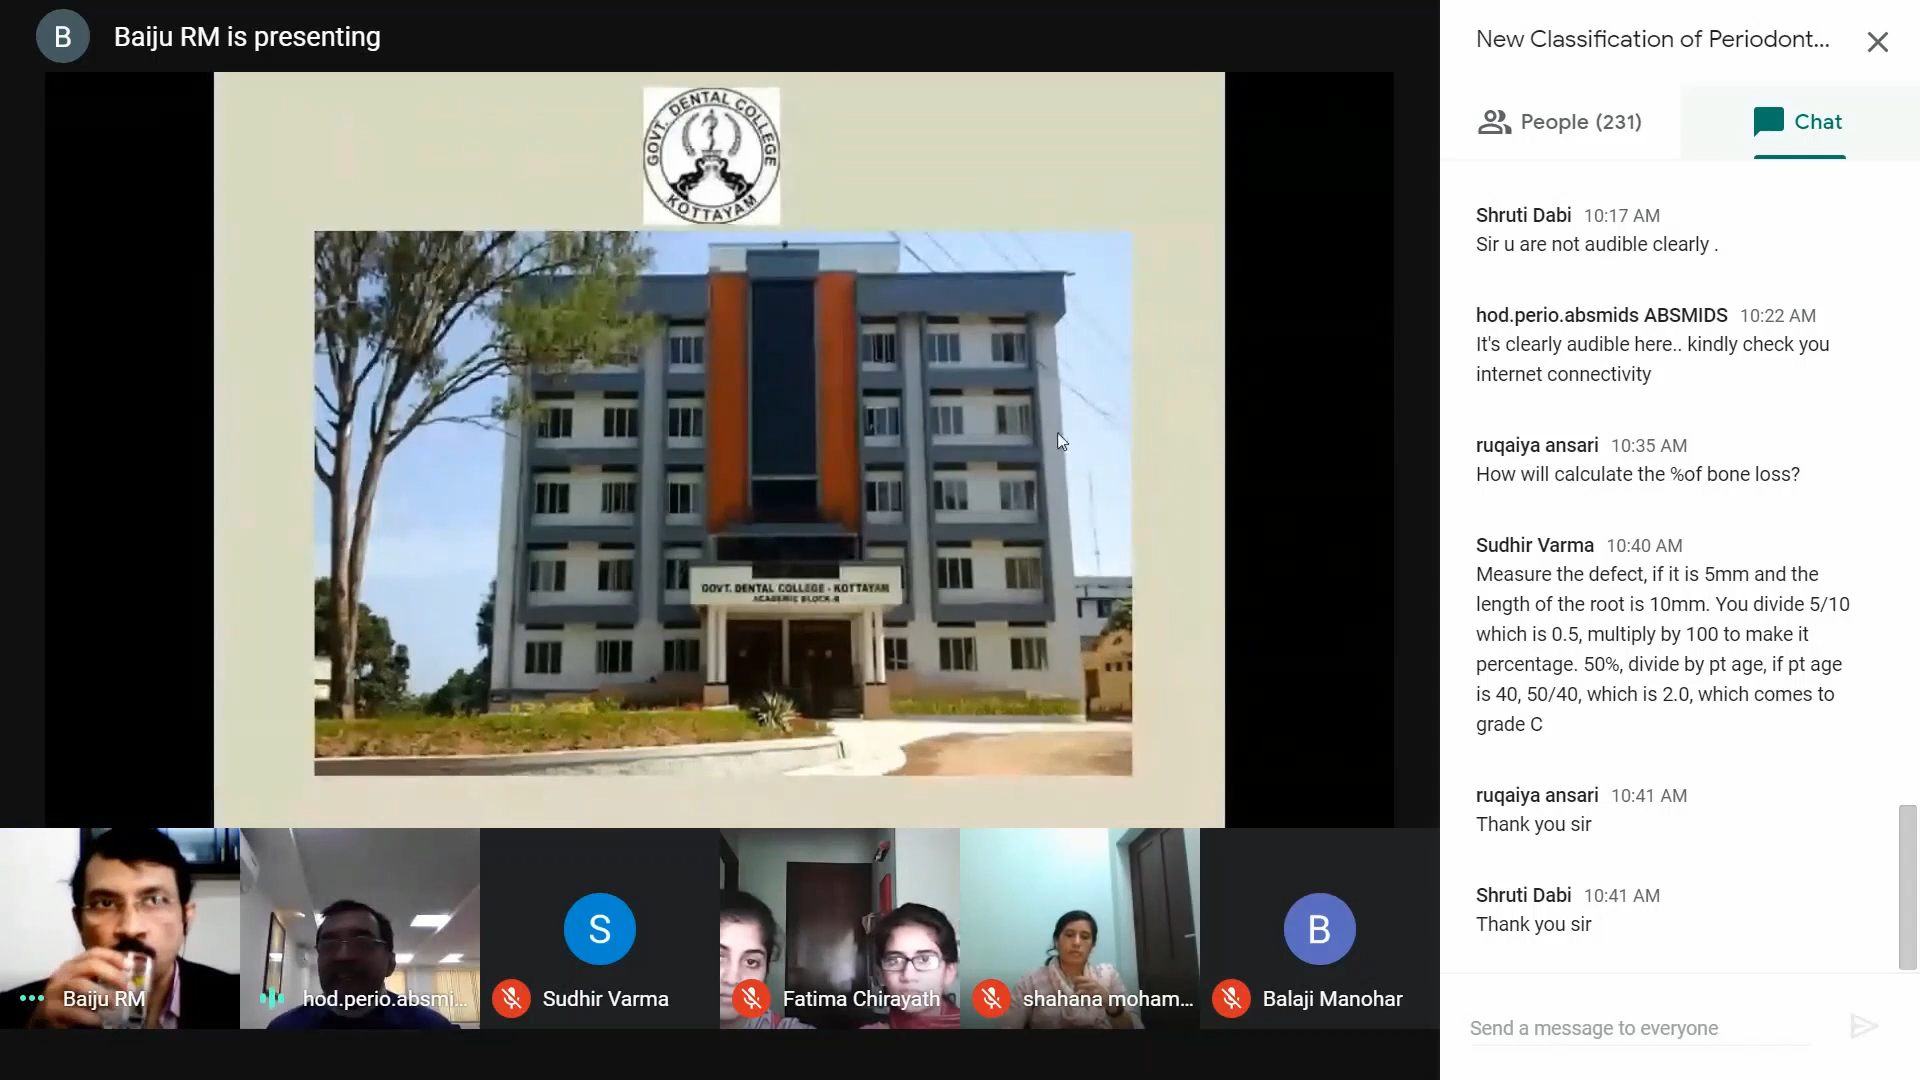 B
Baiju RM is presenting
GOVT. DENTAL COLLEGE
KOTTAYAM
GOVT. DENTAL COLLEGE - KOTTAYAM
ACADEMIC BLOCK-II
Baiju RM
hod.perio.absmi...
S
Sudhir Varma
Fatima Chirayath
shahana moham...
B
Balaji Manohar
New Classification of Periodont...
People (231)
Chat
Shruti Dabi 10:17 AM
Sir u are not audible clearly .
hod.perio.absmids ABSMIDS 10:22 AM
It's clearly audible here.. kindly check you
internet connectivity
ruqaiya ansari 10:35 AM
How will calculate the %of bone loss?
Sudhir Varma 10:40 AM
Measure the defect, if it is 5mm and the
length of the root is 10mm. You divide 5/10
which is 0.5, multiply by 100 to make it
percentage. 50%, divide by pt age, if pt age
is 40, 50/40, which is 2.0, which comes to
grade C
ruqaiya ansari 10:41 AM
Thank you sir
Shruti Dabi 10:41 AM
Thank you sir
Send a message to everyone